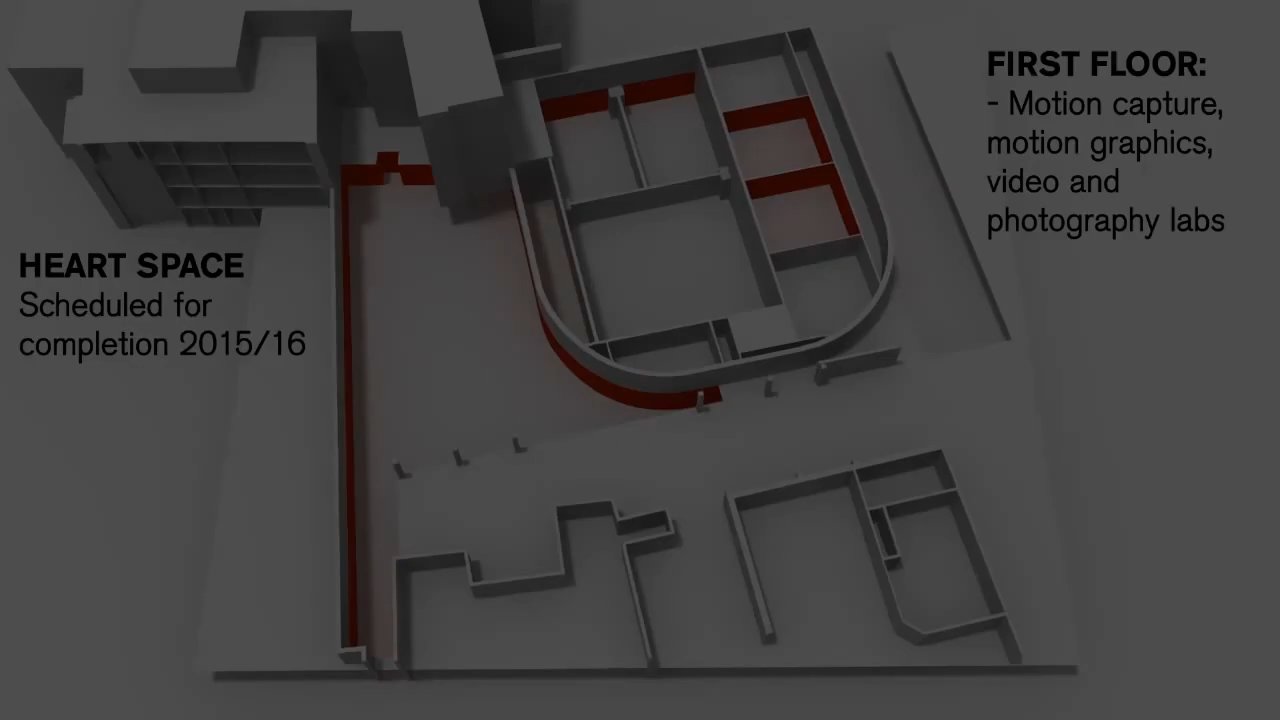 HEART SPACE
Scheduled for
completion 2015/16
FIRST FLOOR:
- Motion capture,
motion graphics,
video and
photography labs